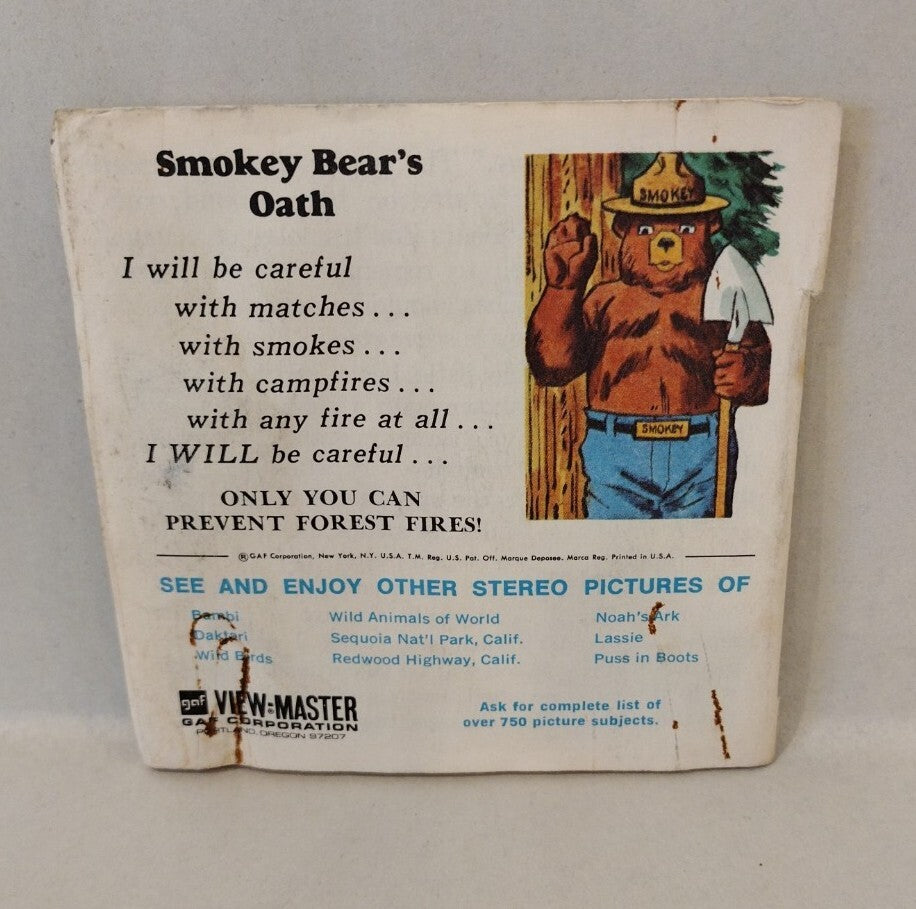 Smokey Bear's
Oath
I will be careful
with matches . . .
with smokes . . .
with campfires . . .
with any fire at all . . .
I WILL be careful . . .
ONLY YOU CAN
PREVENT FOREST FIRES!
SMOKEY
SMOKEY
® GAF Corporation, New York, N.Y. U.S.A. T.M. Reg. U.S. Pat. Off. Marque Deposee. Marca Reg. Printed in U.S.A.
SEE AND ENJOY OTHER STEREO PICTURES OF
Bambi
Daktari
Wild Birds
Wild Animals of World
Sequoia Nat'l Park, Calif.
Redwood Highway, Calif.
Noah's Ark
Lassie
Puss in Boots
gaf VIEW-MASTER
GAF CORPORATION
PORTLAND, OREGON 97207
Ask for complete list of
over 750 picture subjects.